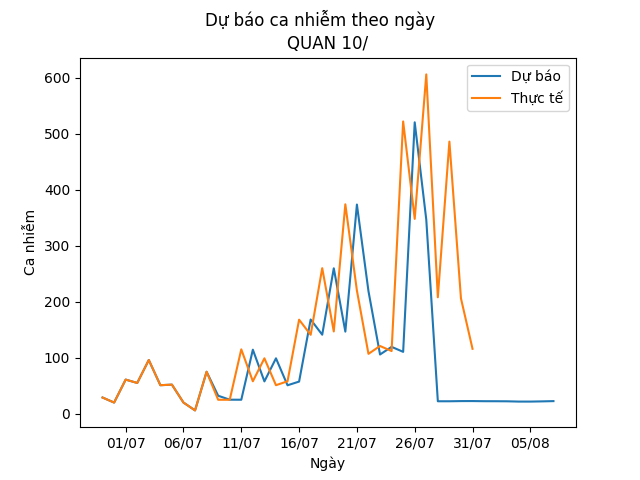 Dự báo ca nhiễm theo ngày
QUAN 10/
Dự báo
Thực tế
Ca nhiễm
600
500
400
300
200
100
0
01/07
06/07
11/07
16/07
21/07
26/07
31/07
05/08
Ngày